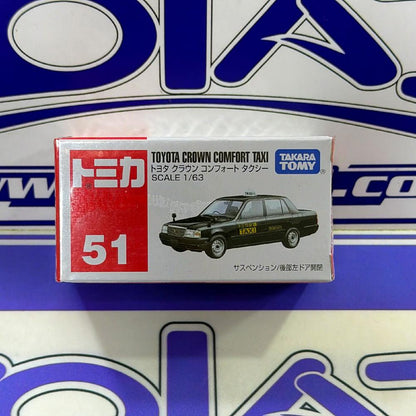 トミカ
51
TOYOTA CROWN COMFORT TAXI
トヨタ クラウン コンフォート タクシー
SCALE 1/63
TAKARA
TOMY
TAXI
サスペンション/後部左ドア開閉